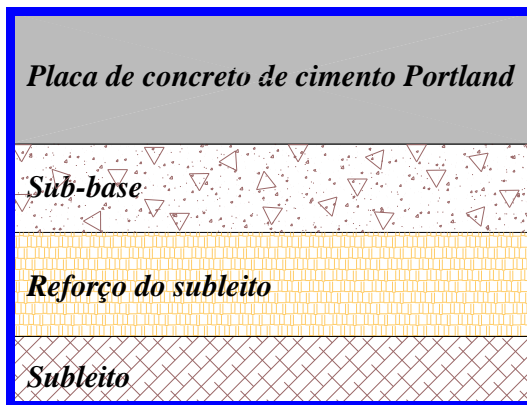 Placa de concreto de cimento Portland
Sub-base
Reforço do subleito
Subleito